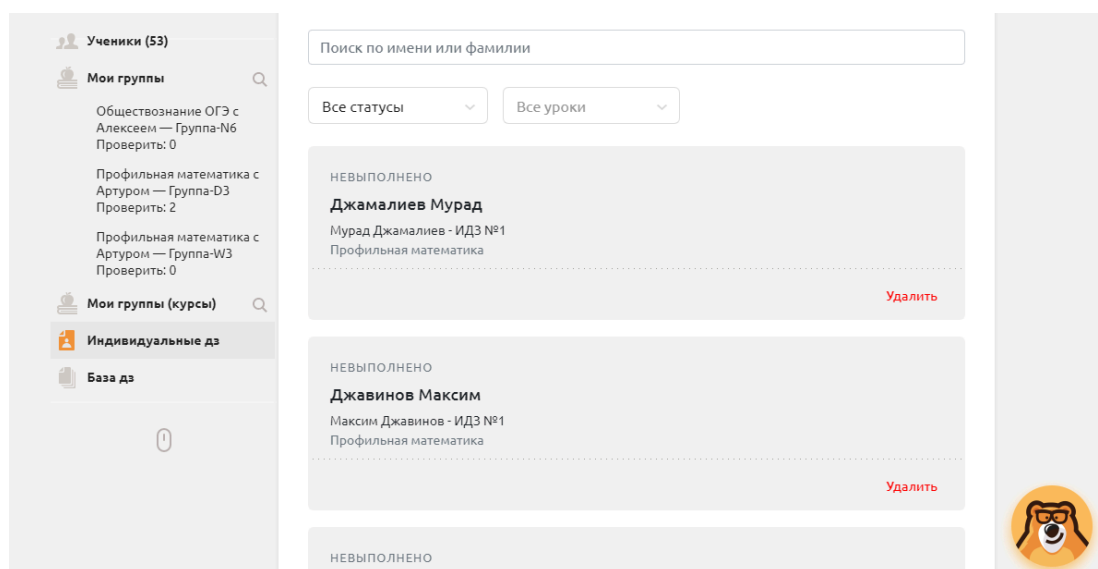 Ученики (53)
Мои группы
Обществознание ОГЭ с
Алексеем — Группа-N6
Проверить: 0
Профильная математика с
Артуром — Группа-D3
Проверить: 2
Профильная математика с
Артуром — Группа-W3
Проверить: 0
Мои группы (курсы)
Индивидуальные дз
База дз
Поиск по имени или фамилии
Все статусы
Все уроки
НЕВЫПОЛНЕНО
Джамалиев Мурад
Мурад Джамалиев - ИДЗ №1
Профильная математика
Удалить
НЕВЫПОЛНЕНО
Джавинов Максим
Максим Джавинов - ИДЗ №1
Профильная математика
Удалить
НЕВЫПОЛНЕНО